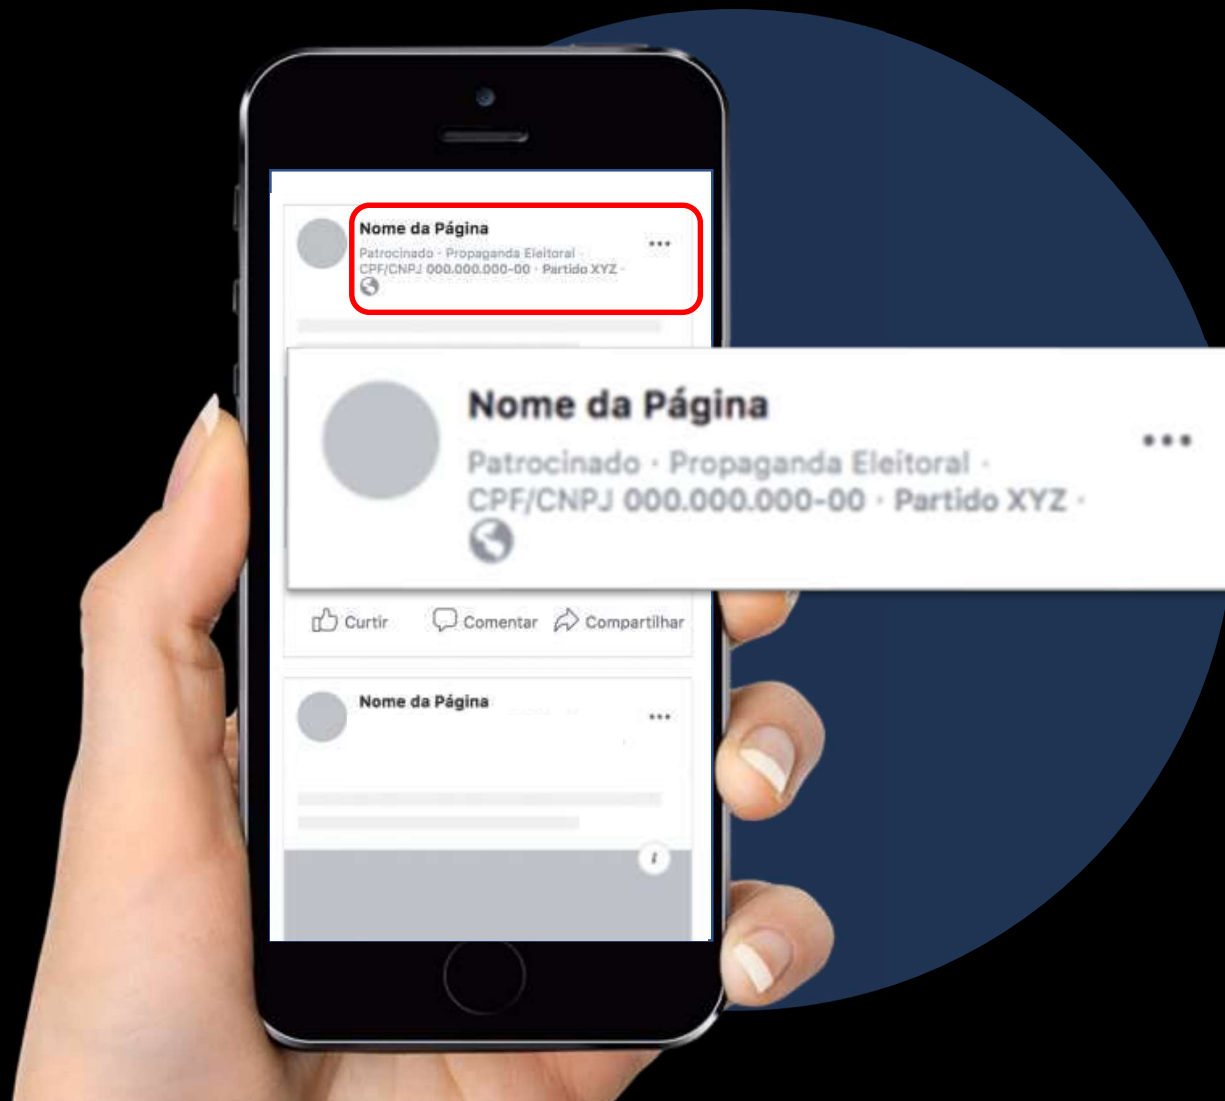 Nome da Página
Patrocinado · Propaganda Eleitoral ·
CPF/CNPJ 000.000.000-00 · Partido XYZ ·
Nome da Página
Patrocinado · Propaganda Eleitoral ·
CPF/CNPJ 000.000.000-00 · Partido XYZ ·
Curtir Comentar Compartilhar
Nome da Página
i